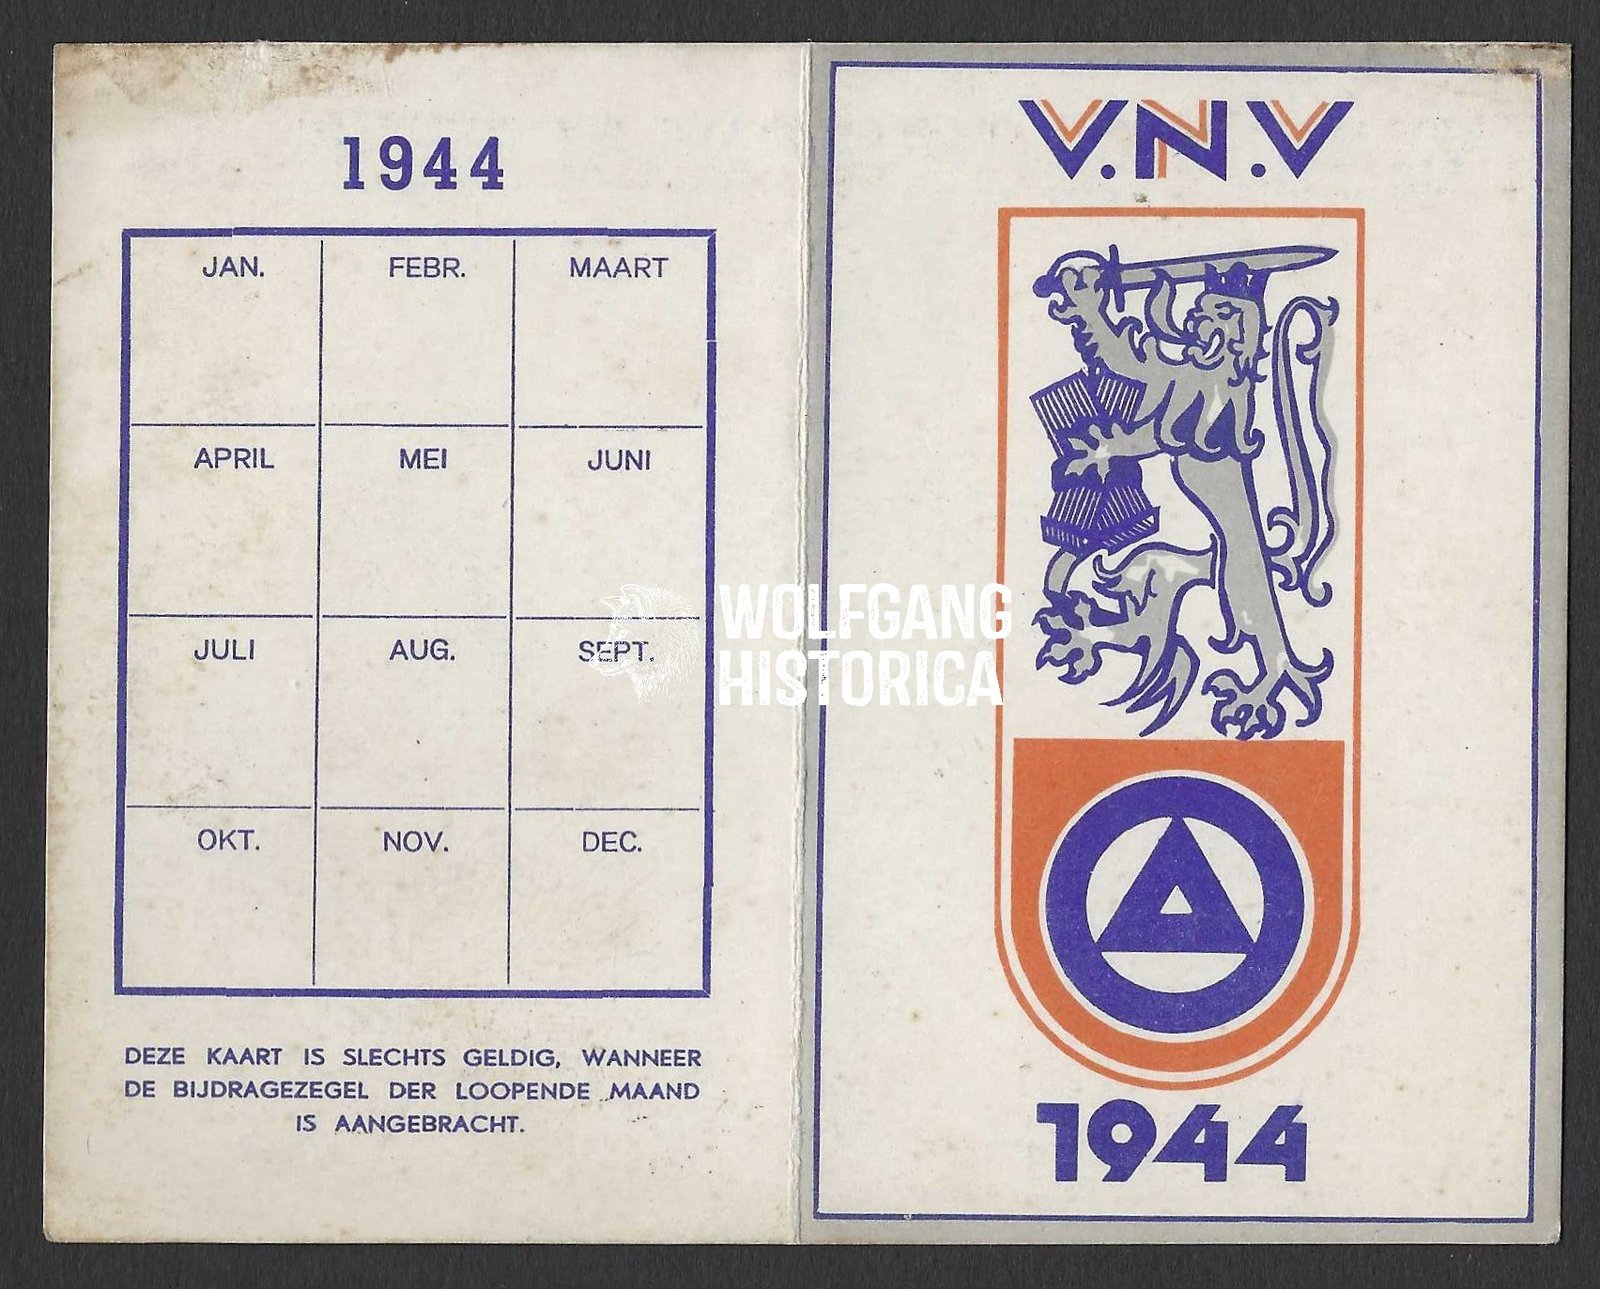 1944
JAN. FEBR. MAART
APRIL MEI JUNI
JULI AUG. SEPT.
OKT. NOV. DEC.
DEZE KAART IS SLECHTS GELDIG, WANNEER
DE BIJDRAGEZEGEL DER LOOPENDE MAAND
IS AANGEBRACHT.
V.N.V
1944
WOLFGANG
HISTORICA